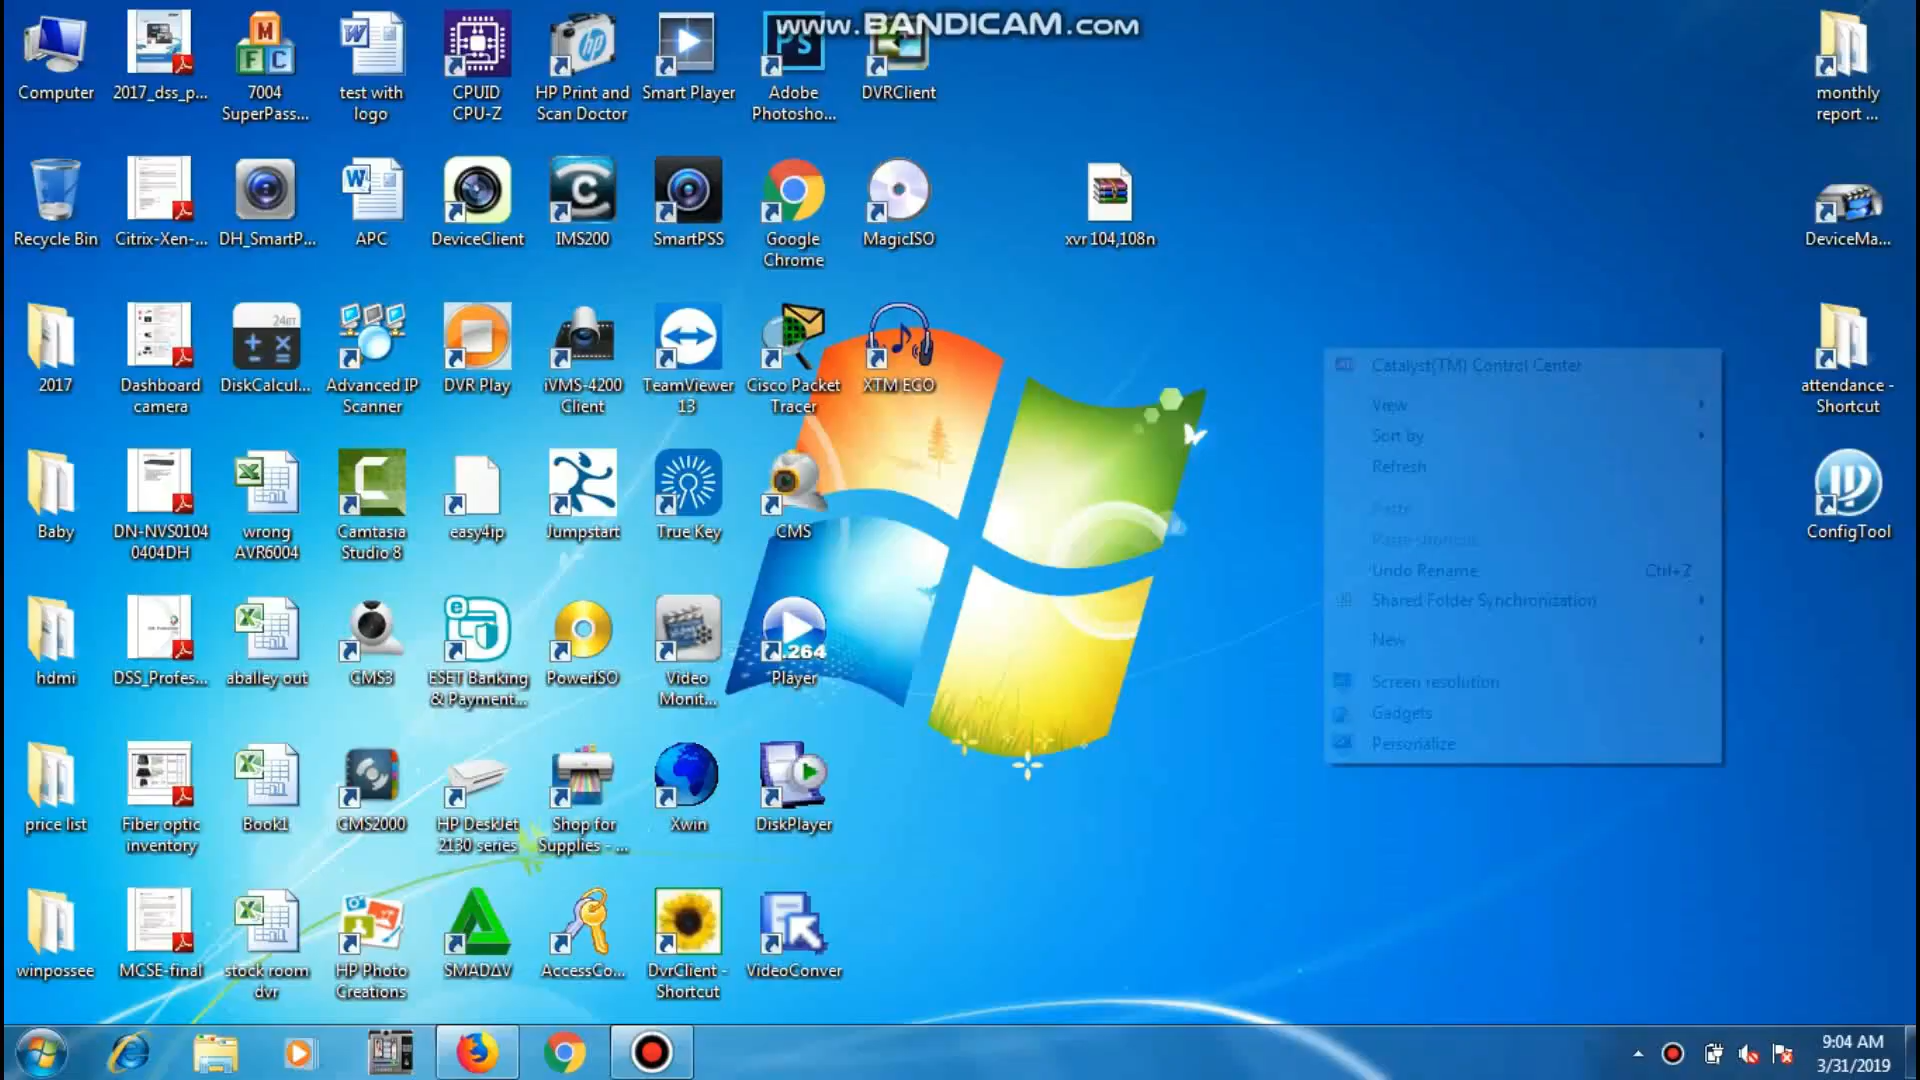 www.BANDICAM.com
Computer
2017_dss_p...
7004
SuperPass...
test with
logo
CPUID
CPU-Z
HP Print and
Scan Doctor
Smart Player
Ps
Adobe
Photosho...
DVRClient
monthly
report ...
Recycle Bin
Citrix-Xen-...
DH_SmartP...
APC
DeviceClient
IMS200
SmartPSS
Google
Chrome
MagicISO
xvr 104,108n
DeviceMa...
2017
Dashboard
camera
DiskCalcul...
Advanced IP
Scanner
DVR Play
iVMS-4200
Client
TeamViewer
13
Cisco Packet
Tracer
XTM ECO
attendance -
Shortcut
Baby
DN-NVS0104
0404DH
wrong
AVR6004
Camtasia
Studio 8
easy4ip
Jumpstart
True Key
CMS
ConfigTool
hdmi
DSS_Profes...
aballey out
CMS3
ESET Banking
& Payment...
PowerISO
Video
Monit...
.264
Player
price list
Fiber optic
inventory
Book1
CMS2000
HP DeskJet
2130 series
Shop for
Supplies - ...
Xwin
DiskPlayer
winpossee
MCSE-final
stock room
dvr
HP Photo
Creations
SMADΔV
AccessCo...
DvrClient -
Shortcut
VideoConver
Catalyst(TM) Control Center
View
Sort by
Refresh
Paste
Paste shortcut
Undo Rename Ctrl+Z
Shared Folder Synchronization
New
Screen resolution
Gadgets
Personalize
9:04 AM
3/31/2019